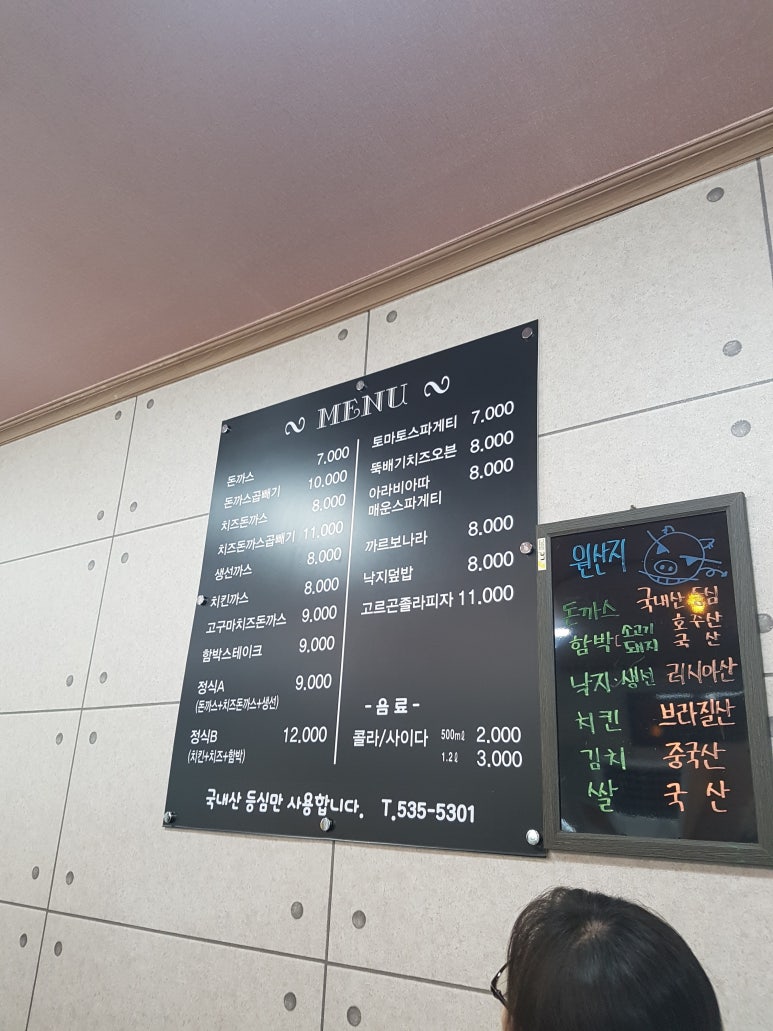 ~ MENU ~
돈까스 7.000
돈까스곱빼기 10.000
치즈돈까스 8.000
치즈돈까스곱빼기 11.000
생선까스 8.000
치킨까스 8.000
고구마치즈돈까스 9.000
함박스테이크 9.000
정식A 9.000
(돈까스+치즈돈까스+생선)
정식B 12.000
(치킨+치즈+함박)
토마토스파게티 7.000
뚝배기치즈오븐 8.000
아라비아따 8.000
매운스파게티
까르보나라 8.000
낙지덮밥 8.000
고르곤졸라피자 11.000
- 음 료 -
콜라/사이다 500㎖ 2.000
1.2ℓ 3.000
국내산 등심만 사용합니다. T.535-5301
원산지
돈까스 국내산 등심
함박[소고기 호주산
돼지 국 산
낙지·생선 러시아산
치킨 브라질산
김치 중국산
쌀 국 산